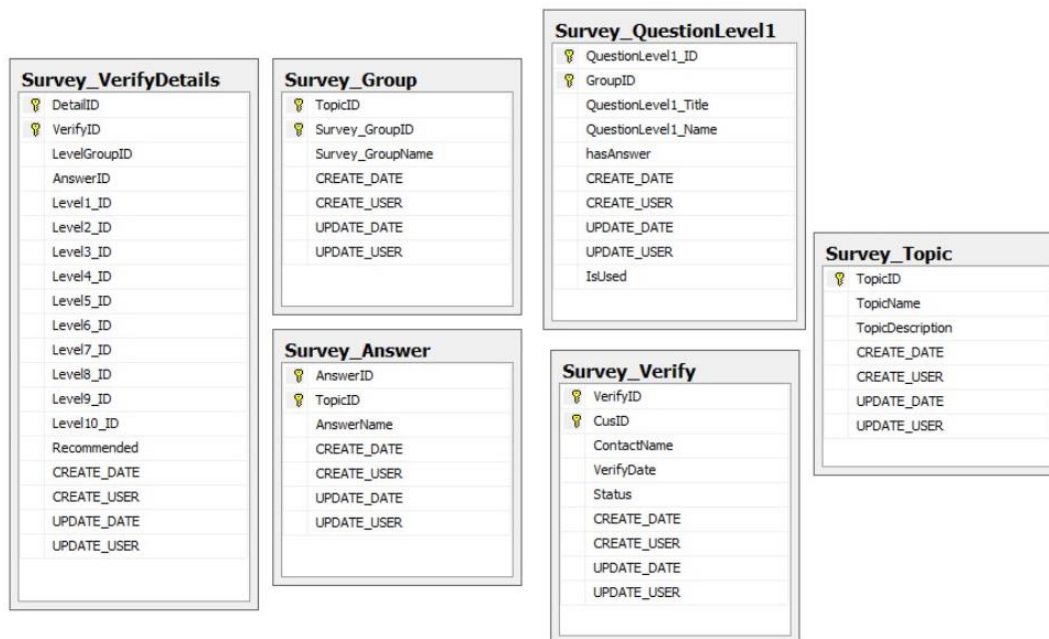 Survey_VerifyDetails
DetailID
VerifyID
LevelGroupID
AnswerID
Level1_ID
Level2_ID
Level3_ID
Level4_ID
Level5_ID
Level6_ID
Level7_ID
Level8_ID
Level9_ID
Level10_ID
Recommended
CREATE_DATE
CREATE_USER
UPDATE_DATE
UPDATE_USER
Survey_Group
TopicID
Survey_GroupID
Survey_GroupName
CREATE_DATE
CREATE_USER
UPDATE_DATE
UPDATE_USER
Survey_Answer
AnswerID
TopicID
AnswerName
CREATE_DATE
CREATE_USER
UPDATE_DATE
UPDATE_USER
Survey_QuestionLevel1
QuestionLevel1_ID
GroupID
QuestionLevel1_Title
QuestionLevel1_Name
hasAnswer
CREATE_DATE
CREATE_USER
UPDATE_DATE
UPDATE_USER
IsUsed
Survey_Verify
VerifyID
CusID
ContactName
VerifyDate
Status
CREATE_DATE
CREATE_USER
UPDATE_DATE
UPDATE_USER
Survey_Topic
TopicID
TopicName
TopicDescription
CREATE_DATE
CREATE_USER
UPDATE_DATE
UPDATE_USER